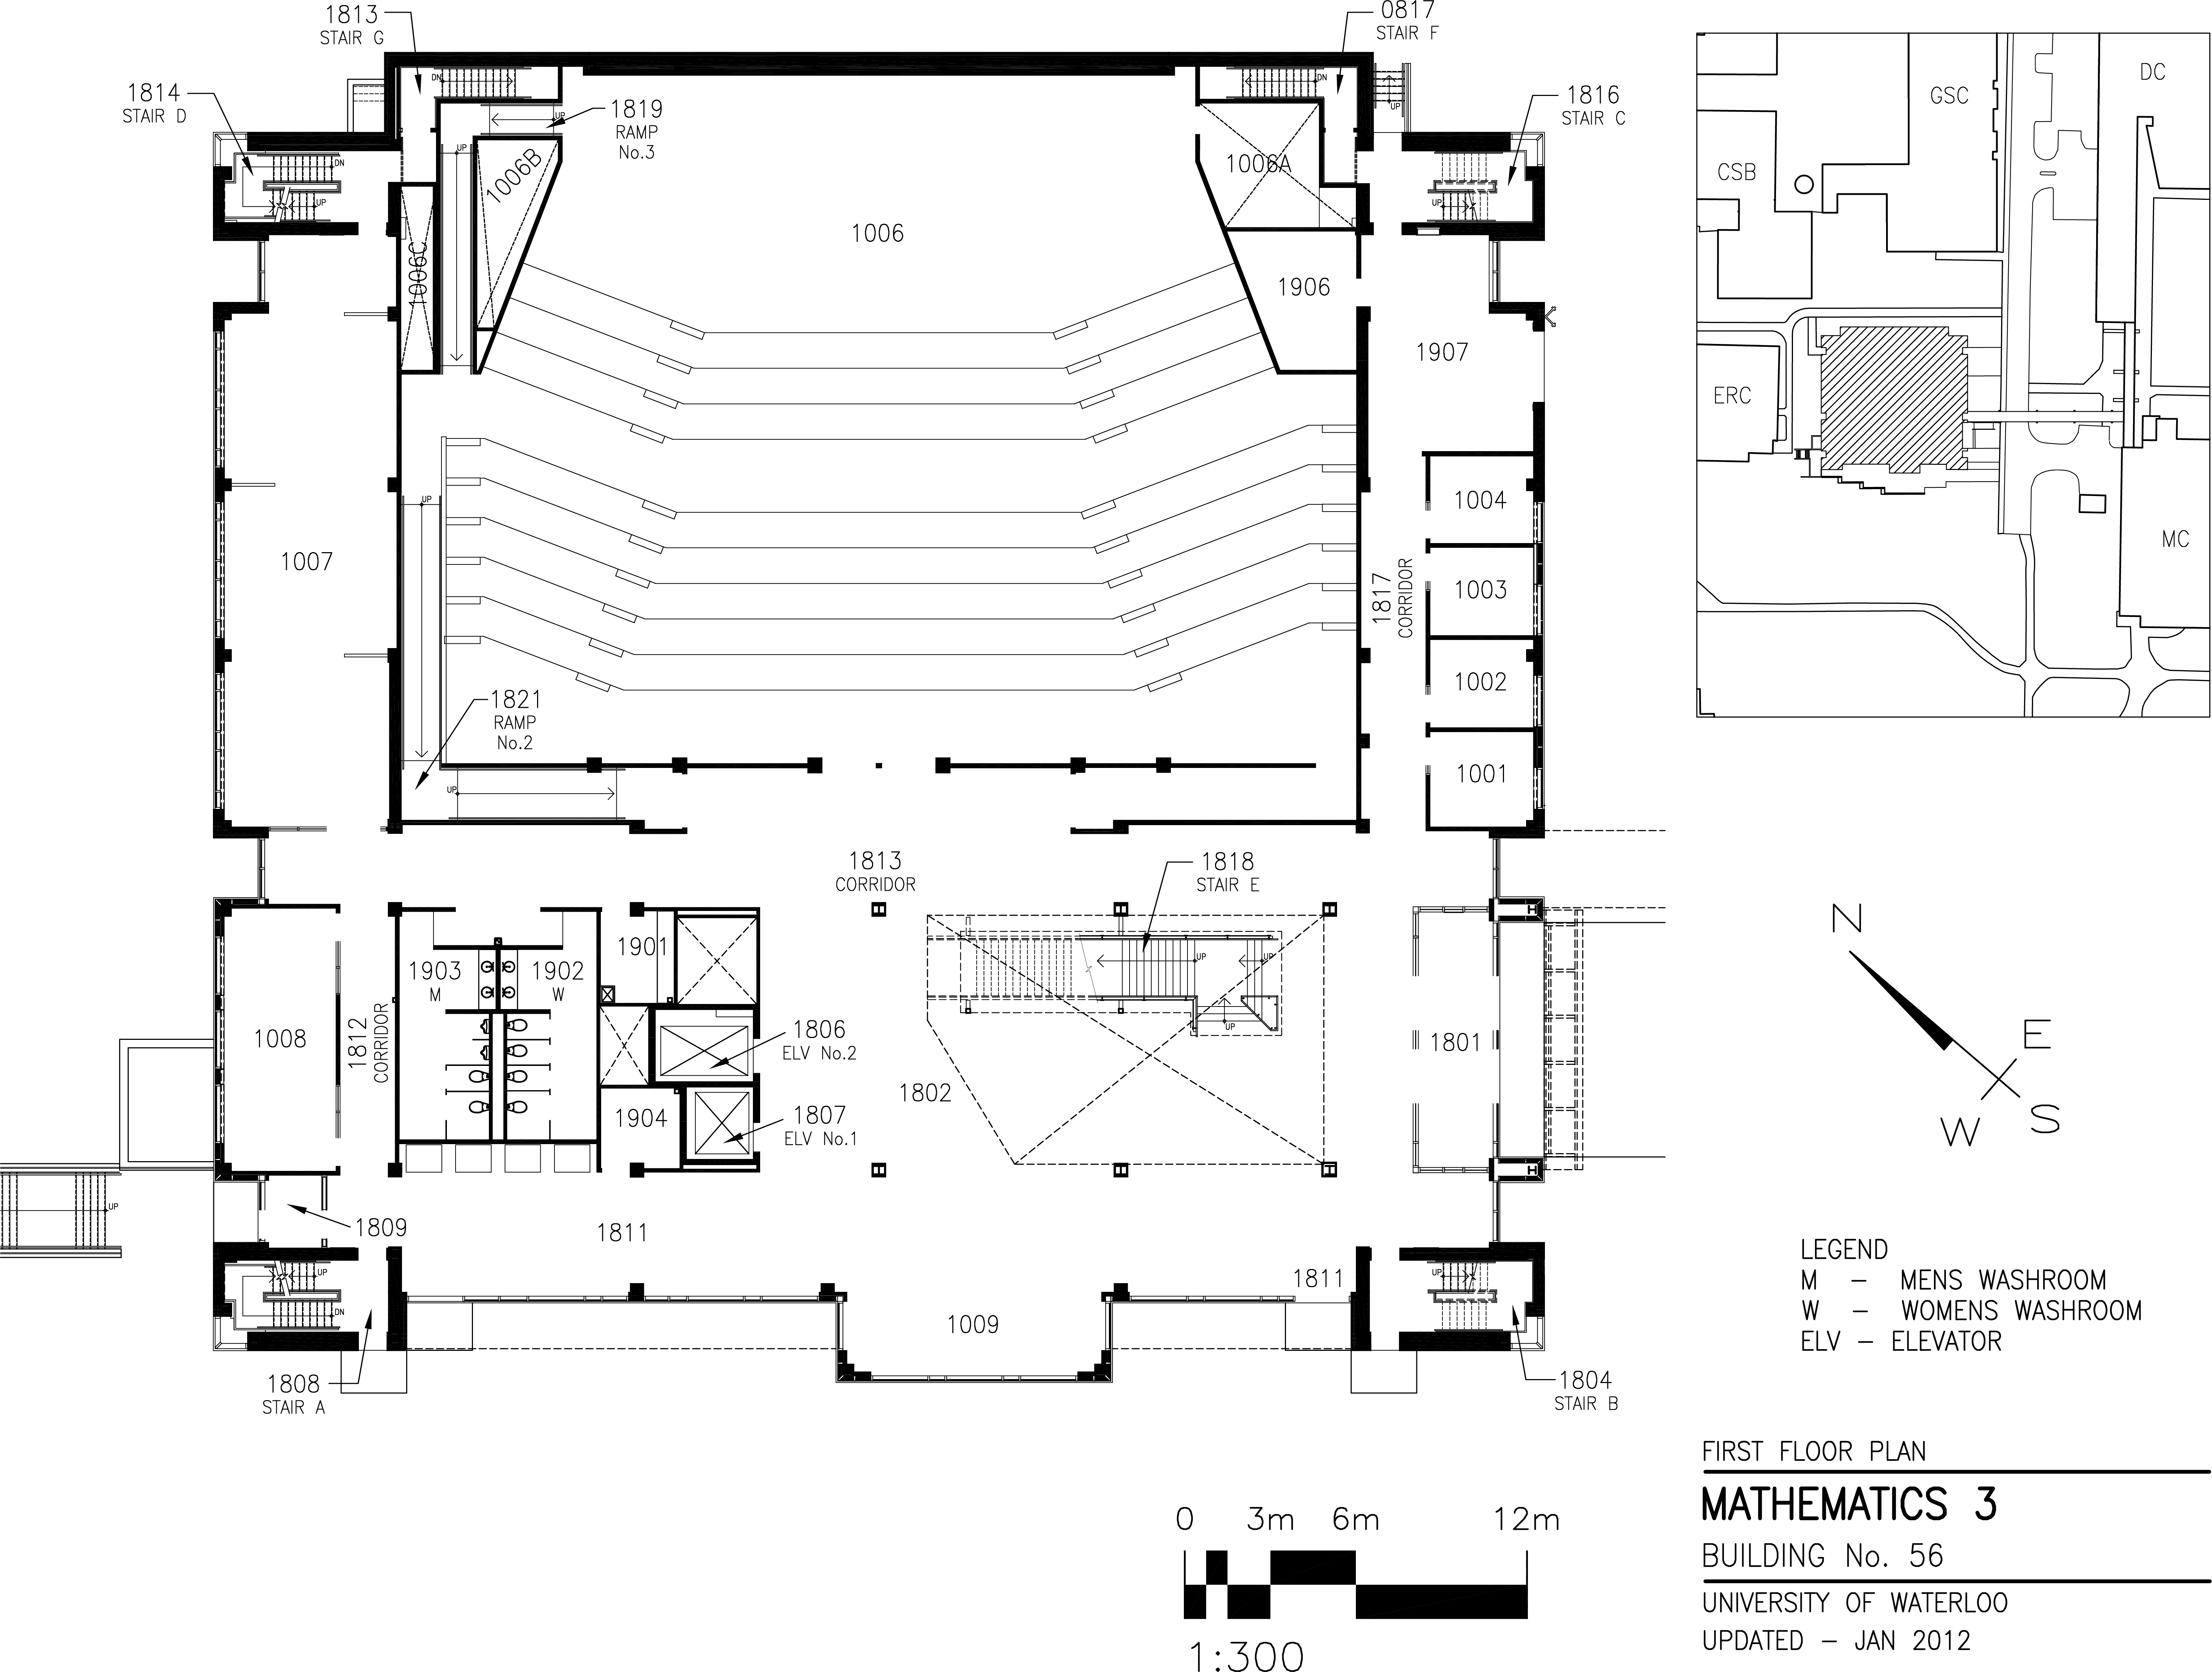 1813
STAIR G
0817
STAIR F
1814
STAIR D
1819
RAMP
No.3
1816
STAIR C
DN
DN
UP
UP
UP
DN
UP
UP
1006B
1006A
1006C
1006
1906
1907
UP
1007
1004
1003
1002
1001
1817
CORRIDOR
1821
RAMP
No.2
UP
1813
CORRIDOR
1818
STAIR E
UP
UP
UP
1903
M
1902
W
1901
1008
1812
CORRIDOR
1806
ELV No.2
1807
ELV No.1
1904
1802
1801
UP
1809
1811
1811
UP
DN
UP
1009
1808
STAIR A
1804
STAIR B
DC
GSC
CSB
ERC
MC
N
E
W
S
LEGEND
M – MENS WASHROOM
W – WOMENS WASHROOM
ELV – ELEVATOR
FIRST FLOOR PLAN
MATHEMATICS 3
BUILDING No. 56
UNIVERSITY OF WATERLOO
UPDATED – JAN 2012
0 3m 6m 12m
1:300